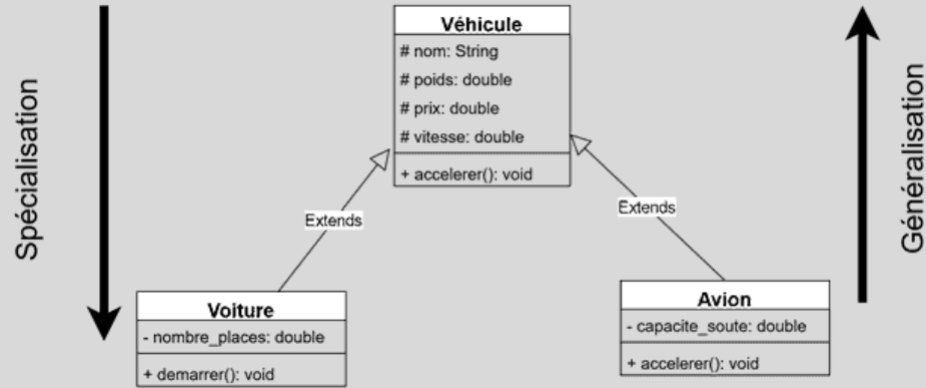 Spécialisation
Véhicule
# nom: String
# poids: double
# prix: double
# vitesse: double
+ accelerer(): void
Généralisation
Extends
Extends
Voiture
- nombre_places: double
+ demarrer(): void
Avion
- capacite_soute: double
+ accelerer(): void